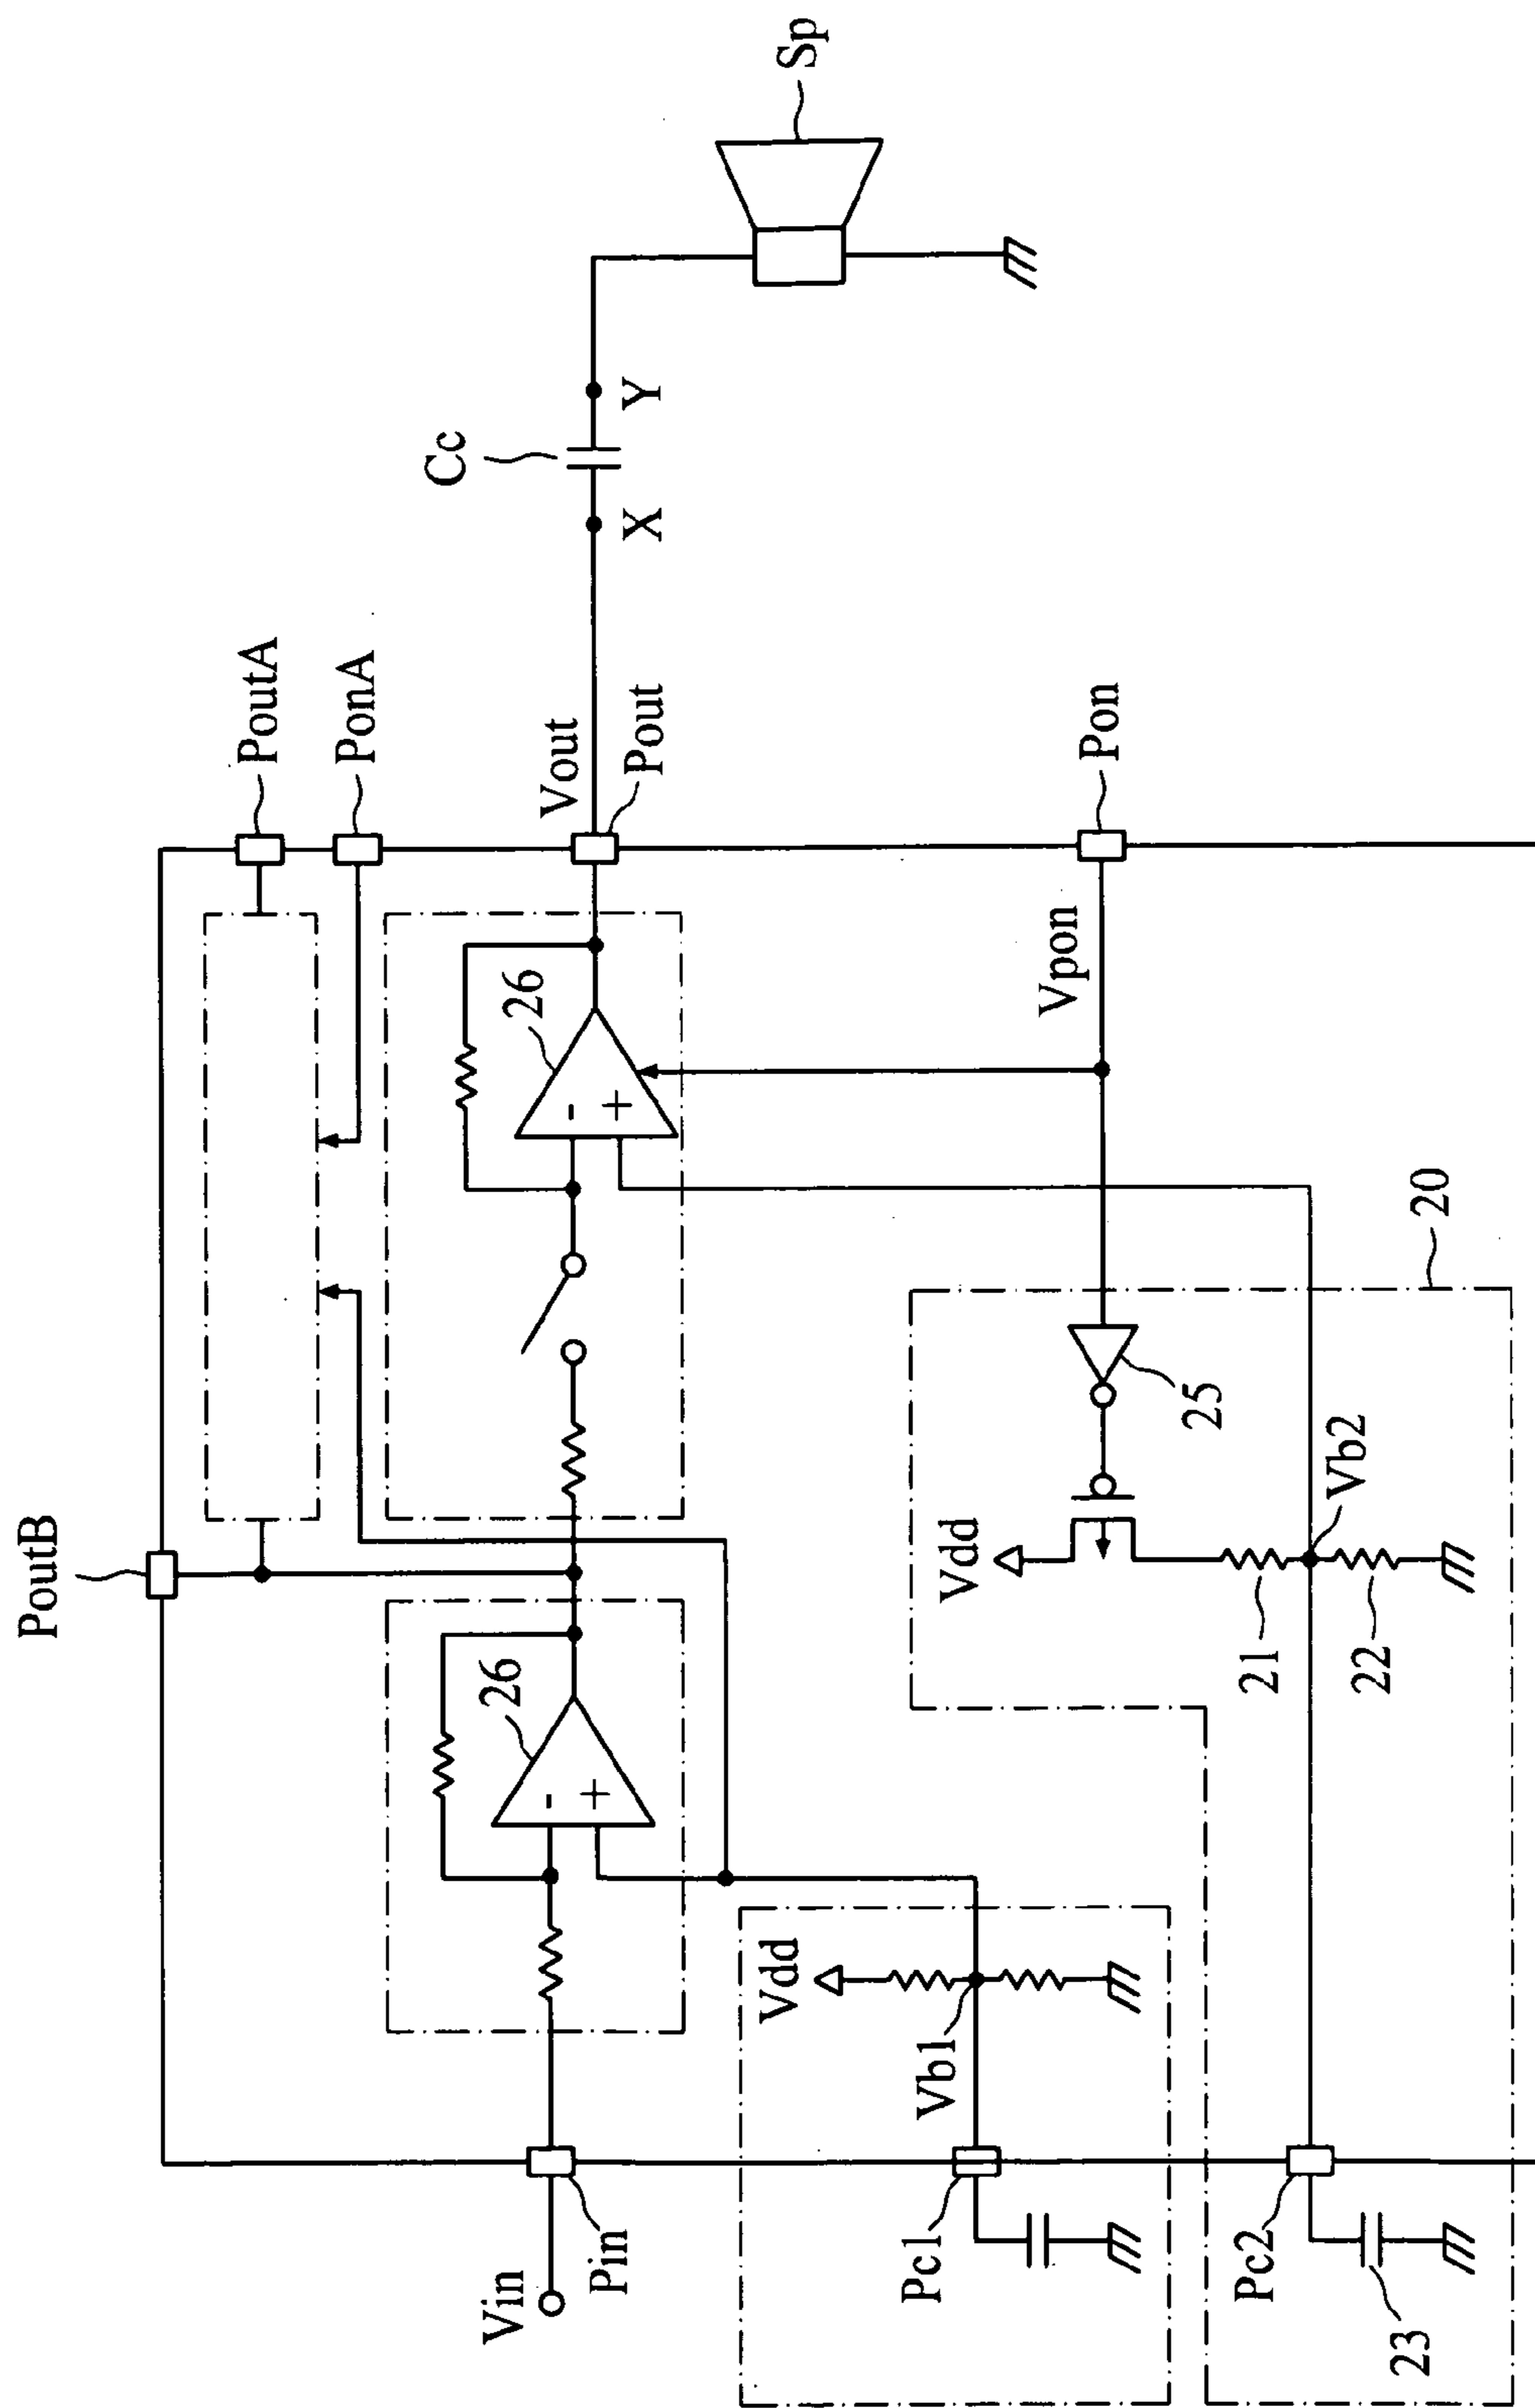 PoutB
PoutA
PonA
Cc
Sp
X
Y
Vout
Pout
26
-
+
26
-
+
Vin
Pin
Vpon
Pon
Vdd
Vb1
Pc1
Vdd
25
20
21
Vb2
22
Pc2
23